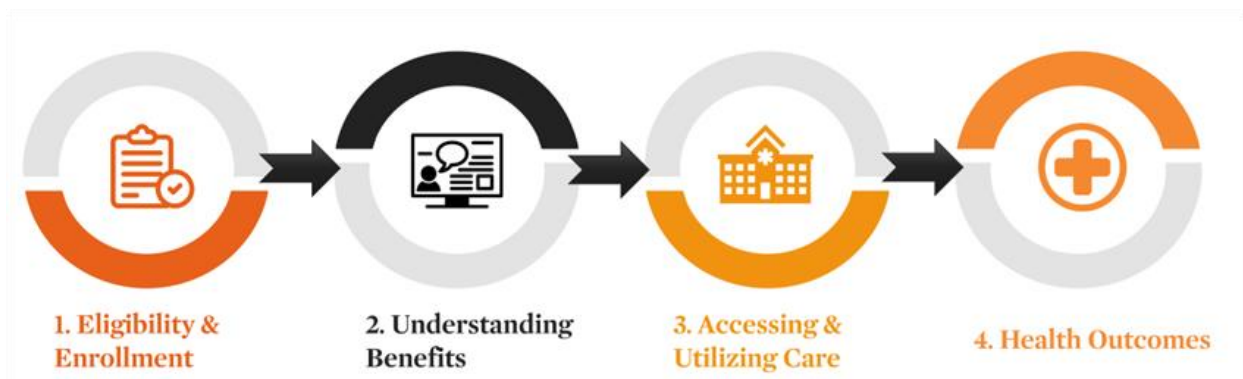 1. Eligibility &
Enrollment
2. Understanding
Benefits
3. Accessing &
Utilizing Care
4. Health Outcomes